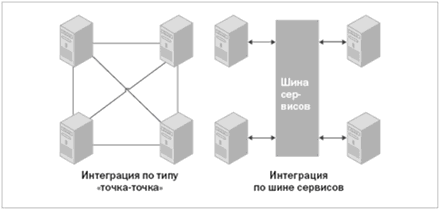 Шина
сер-
висов
Интеграция по типу
«точка-точка»
Интеграция
по шине сервисов